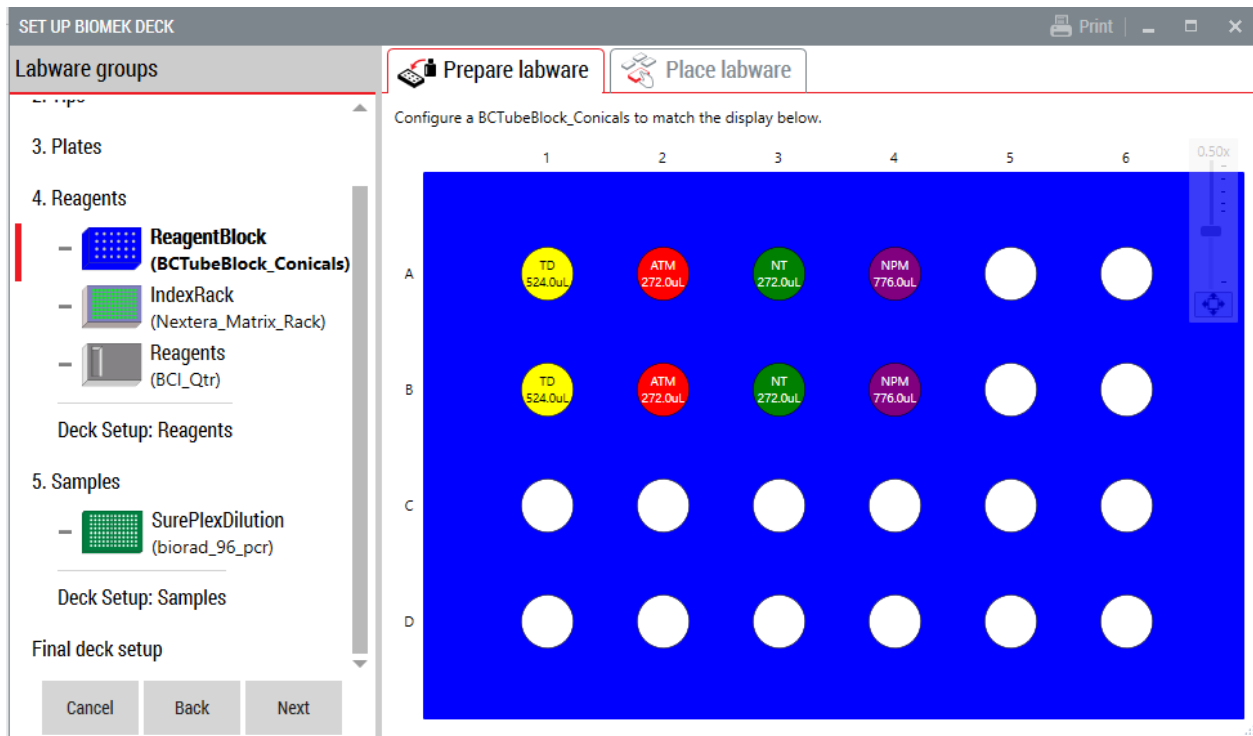 SET UP BIOMEK DECK
Print
Labware groups
3. Plates
4. Reagents
ReagentBlock
(BCTubeBlock_Conicals)
IndexRack
(Nextera_Matrix_Rack)
Reagents
(BCI_Qtr)
Deck Setup: Reagents
5. Samples
SurePlexDilution
(biorad_96_pcr)
Deck Setup: Samples
Final deck setup
Cancel Back Next
Prepare labware
Place labware
Configure a BCTubeBlock_Conicals to match the display below.
1 2 3 4 5 6
0.50x
A
TD ATM NT NPM
524.0uL 272.0uL 272.0uL 776.0uL
B
TD ATM NT NPM
524.0uL 272.0uL 272.0uL 776.0uL
C
D